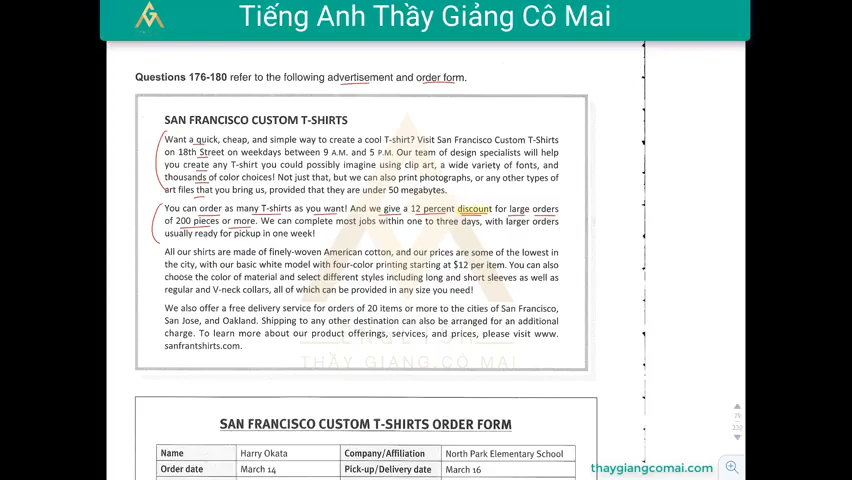 Tiếng Anh Thầy Giảng Cô Mai
Questions 176-180 refer to the following advertisement and order form.
SAN FRANCISCO CUSTOM T-SHIRTS
Want a quick, cheap, and simple way to create a cool T-shirt? Visit San Francisco Custom T-Shirts
on 18th Street on weekdays between 9 A.M. and 5 P.M. Our team of design specialists will help
you create any T-shirt you could possibly imagine using clip art, a wide variety of fonts, and
thousands of color choices! Not just that, but we can also print photographs, or any other types of
art files that you bring us, provided that they are under 50 megabytes.
You can order as many T-shirts as you want! And we give a 12 percent discount for large orders
of 200 pieces or more. We can complete most jobs within one to three days, with larger orders
usually ready for pickup in one week!
All our shirts are made of finely-woven American cotton, and our prices are some of the lowest in
the city, with our basic white model with four-color printing starting at $12 per item. You can also
choose the color of material and select different styles including long and short sleeves as well as
regular and V-neck collars, all of which can be provided in any size you need!
We also offer a free delivery service for orders of 20 items or more to the cities of San Francisco,
San Jose, and Oakland. Shipping to any other destination can also be arranged for an additional
charge. To learn more about our product offerings, services, and prices, please visit www.
sanfrantshirts.com.
THẦY GIẢNG CÔ MAI
SAN FRANCISCO CUSTOM T-SHIRTS ORDER FORM
Name Harry Okata Company/Affiliation North Park Elementary School
Order date March 14 Pick-up/Delivery date March 16
thaygiangcomai.com